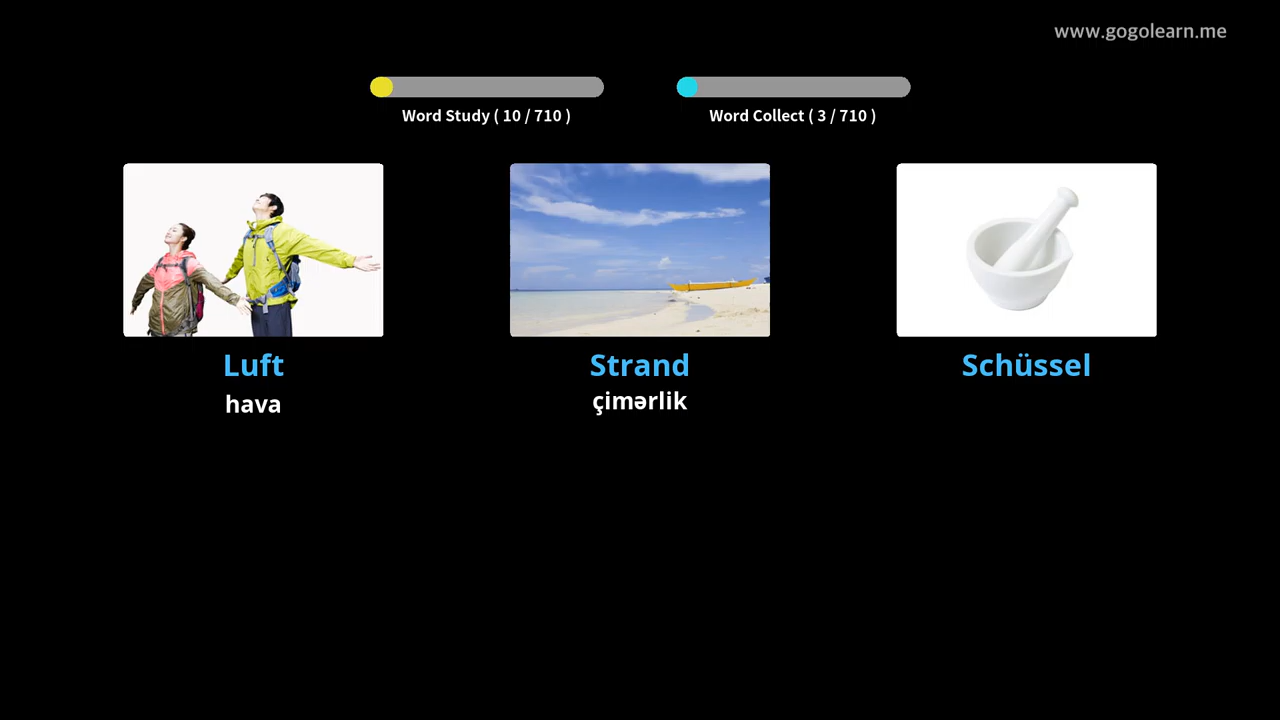 www.gogolearn.me
Word Study ( 10 / 710 )
Word Collect ( 3 / 710 )
Luft
hava
Strand
çimərlik
Schüssel